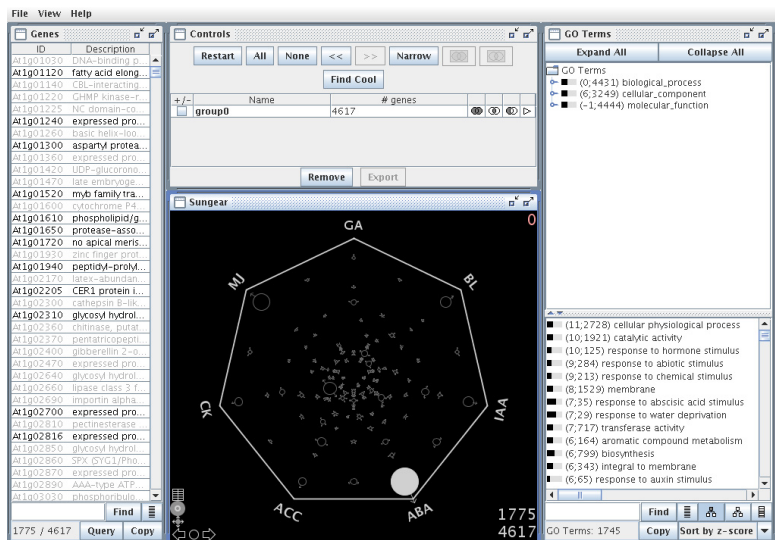 File View Help
Genes
ID Description
At1g01030 DNA-binding p...
At1g01120 fatty acid elong...
At1g01140 CBL-interacting...
At1g01220 GHMP kinase-r...
At1g01225 NC domain-co...
At1g01240 expressed pro...
At1g01260 basic helix-loo...
At1g01300 aspartyl protea...
At1g01360 expressed pro...
At1g01420 UDP-glucorono...
At1g01470 late embryoge...
At1g01520 myb family tra...
At1g01600 cytochrome P4...
At1g01610 phospholipid/g...
At1g01650 protease-asso...
At1g01720 no apical meris...
At1g01930 zinc finger prot...
At1g01940 peptidyl-prolyl...
At1g02170 latex-abundan...
At1g02205 CER1 protein i...
At1g02300 cathepsin B-lik...
At1g02310 glycosyl hydrol...
At1g02360 chitinase, putat...
At1g02370 pentatricopepti...
At1g02400 gibberellin 2-o...
At1g02470 expressed pro...
At1g02640 glycosyl hydrol...
At1g02660 lipase class 3 f...
At1g02690 importin alpha...
At1g02700 expressed pro...
At1g02810 pectinesterase ...
At1g02816 expressed pro...
At1g02850 glycosyl hydrol...
At1g02860 SPX (SYG1/Pho...
At1g02870 expressed pro...
At1g02890 AAA-type ATP...
At1g03030 phosphoribulo...
Find
1775 / 4617 Query Copy
Controls
Restart All None << >> Narrow
Find Cool
+/- Name # genes
group0 4617
Remove Export
Sungear
0
GA
MJ BL
CK IAA
ACC ABA
1775
4617
GO Terms
Expand All Collapse All
GO Terms
(0;4431) biological_process
(6;3249) cellular_component
(-1;4444) molecular_function
(11;2728) cellular physiological process
(10;1921) catalytic activity
(10;125) response to hormone stimulus
(9;284) response to abiotic stimulus
(9;213) response to chemical stimulus
(8;1529) membrane
(7;35) response to abscisic acid stimulus
(7;29) response to water deprivation
(7;717) transferase activity
(6;164) aromatic compound metabolism
(6;799) biosynthesis
(6;343) integral to membrane
(6;65) response to auxin stimulus
Find
GO Terms: 1745 Copy Sort by z-score